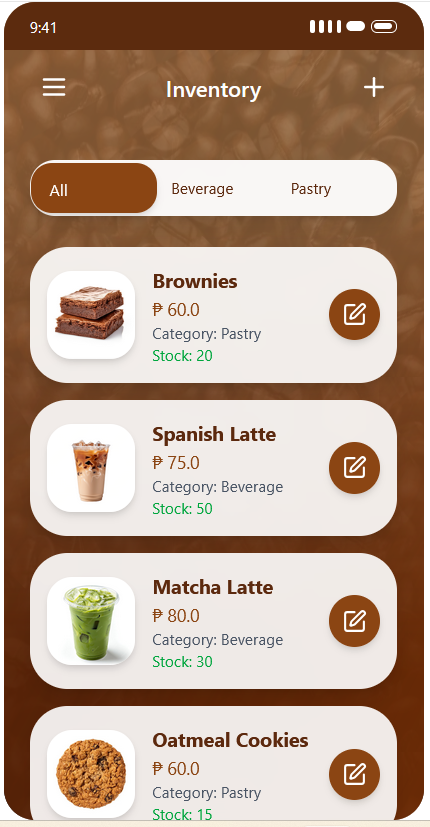 9:41
Inventory
All Beverage Pastry
Brownies
₱ 60.0
Category: Pastry
Stock: 20
Spanish Latte
₱ 75.0
Category: Beverage
Stock: 50
Matcha Latte
₱ 80.0
Category: Beverage
Stock: 30
Oatmeal Cookies
₱ 60.0
Category: Pastry
Stock: 15